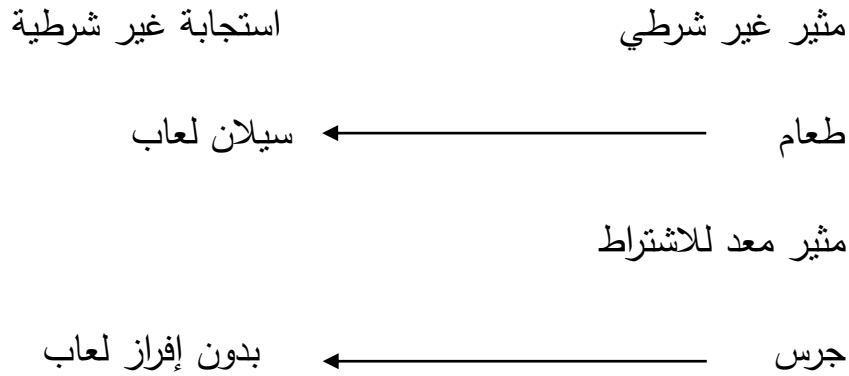 مثير غير شرطي استجابة غير شرطية
طعام سيلان لعاب
مثير معد للاشتراط
جرس بدون إفراز لعاب